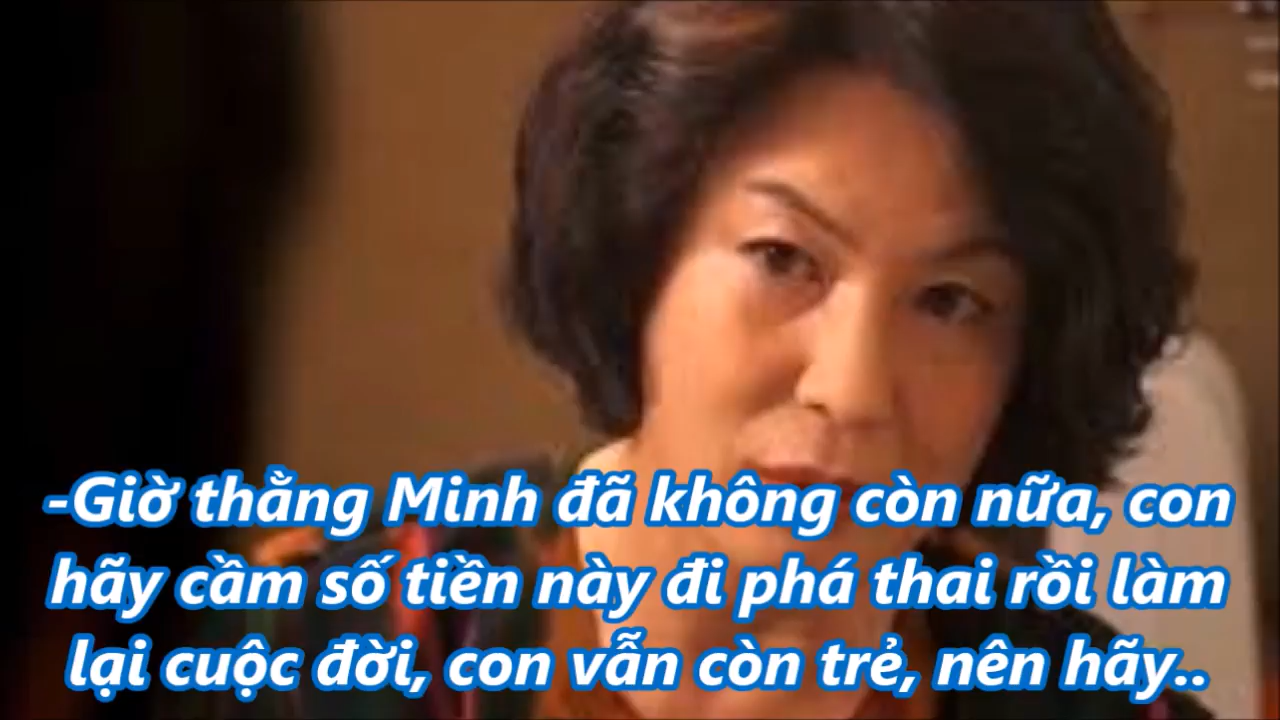 -Giờ thằng Minh đã không còn nữa, con
hãy cầm số tiền này đi phá thai rồi làm
lại cuộc đời, con vẫn còn trẻ, nên hãy..